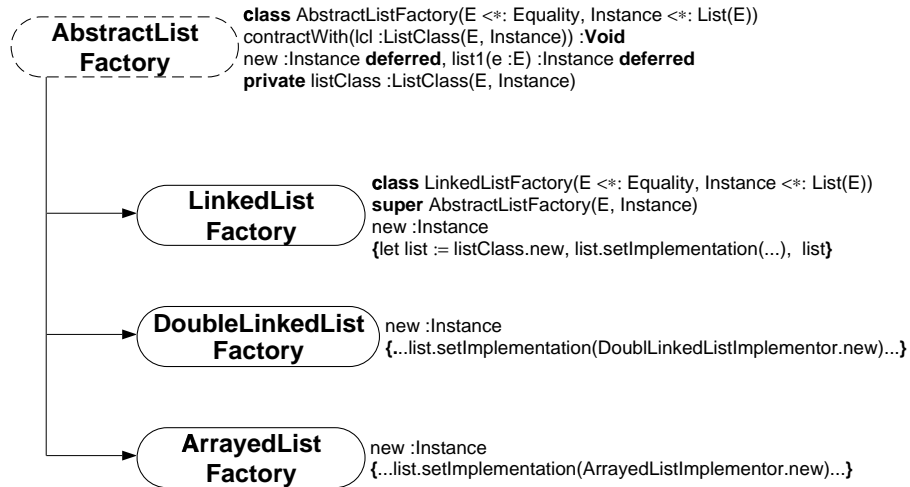 AbstractList
Factory
class AbstractListFactory(E <*: Equality, Instance <*: List(E))
contractWith(lcl :ListClass(E, Instance)) :Void
new :Instance deferred, list1(e :E) :Instance deferred
private listClass :ListClass(E, Instance)
LinkedList
Factory
class LinkedListFactory(E <*: Equality, Instance <*: List(E))
super AbstractListFactory(E, Instance)
new :Instance
{let list := listClass.new, list.setImplementation(...), list}
DoubleLinkedList
Factory
new :Instance
{...list.setImplementation(DoublLinkedListImplementor.new)...}
ArrayedList
Factory
new :Instance
{...list.setImplementation(ArrayedListImplementor.new)...}